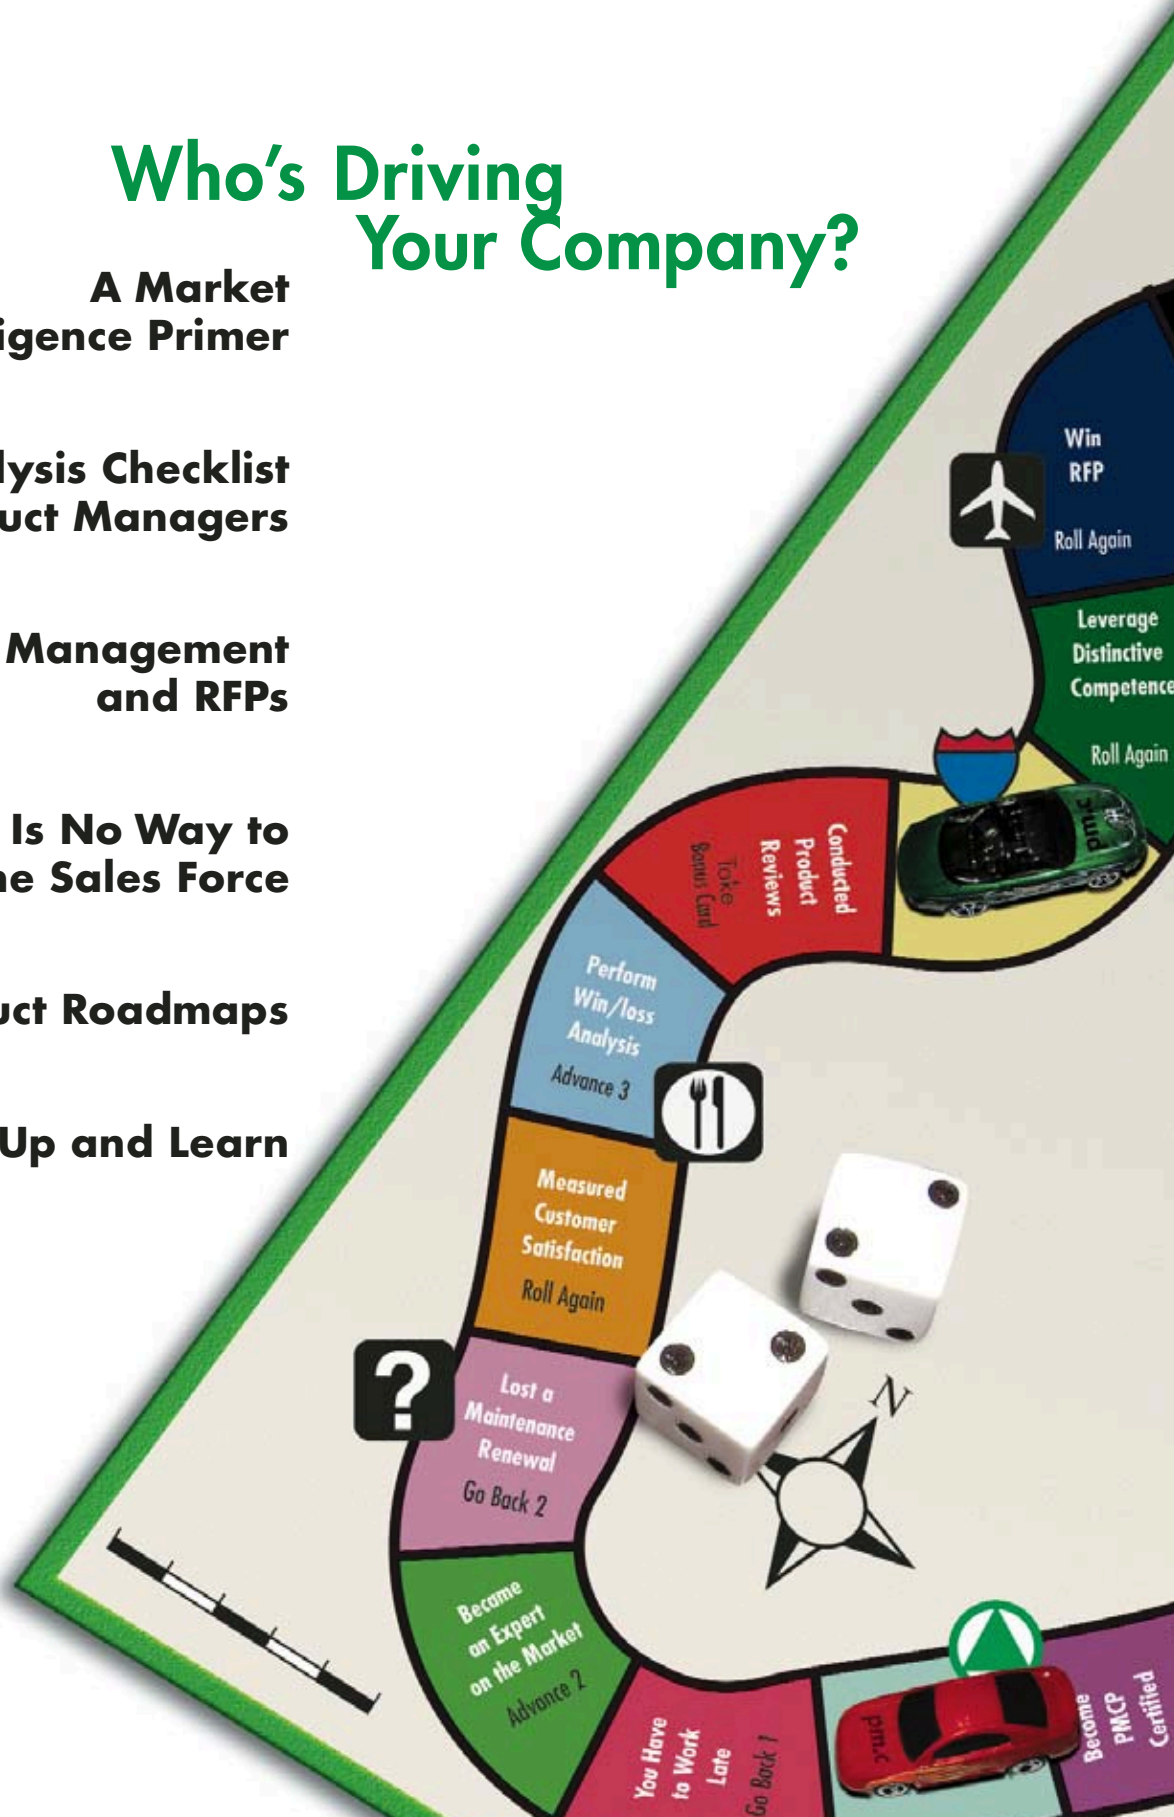 Who's Driving
Your Company?
A Market
igence Primer
lysis Checklist
uct Managers
Management
and RFPs
Is No Way to
he Sales Force
uct Roadmaps
Up and Learn
Win
RFP
Roll Again
Leverage
Distinctive
Competence
Roll Again
pm.c
Conducted
Product
Reviews
Take
Bonus Card
Perform
Win/loss
Analysis
Advance 3
Measured
Customer
Satisfaction
Roll Again
Lost a
Maintenance
Renewal
Go Back 2
N
Became
an Expert
on the Market
Advance 2
You Have
to Work
Late
Go Back 1
pm.c
Become
PMCP
Certified